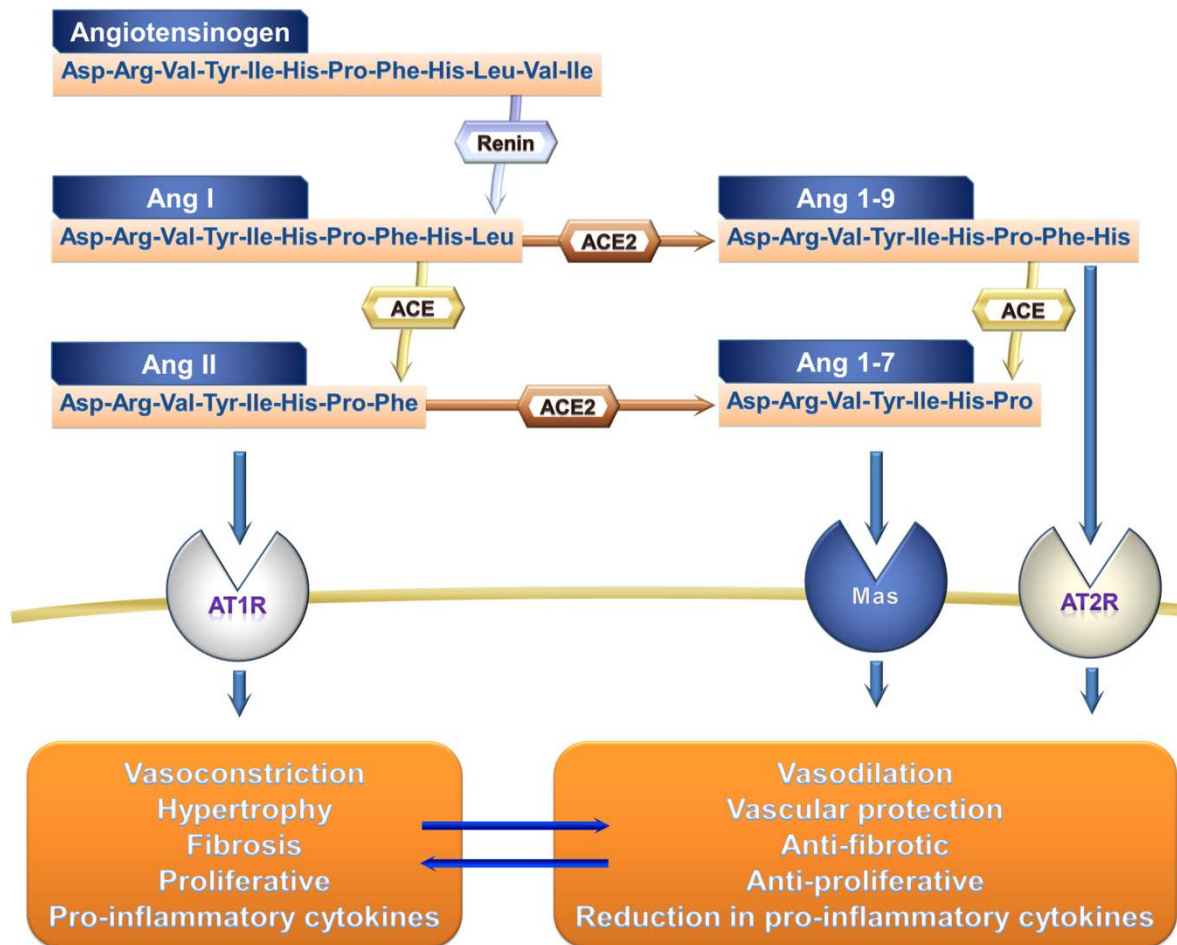 Angiotensinogen
Asp-Arg-Val-Tyr-Ile-His-Pro-Phe-His-Leu-Val-Ile
Renin
Ang I
Asp-Arg-Val-Tyr-Ile-His-Pro-Phe-His-Leu
ACE2
Ang 1-9
Asp-Arg-Val-Tyr-Ile-His-Pro-Phe-His
ACE
ACE
Ang II
Asp-Arg-Val-Tyr-Ile-His-Pro-Phe
ACE2
Ang 1-7
Asp-Arg-Val-Tyr-Ile-His-Pro
AT1R
Mas
AT2R
Vasoconstriction
Hypertrophy
Fibrosis
Proliferative
Pro-inflammatory cytokines
Vasodilation
Vascular protection
Anti-fibrotic
Anti-proliferative
Reduction in pro-inflammatory cytokines